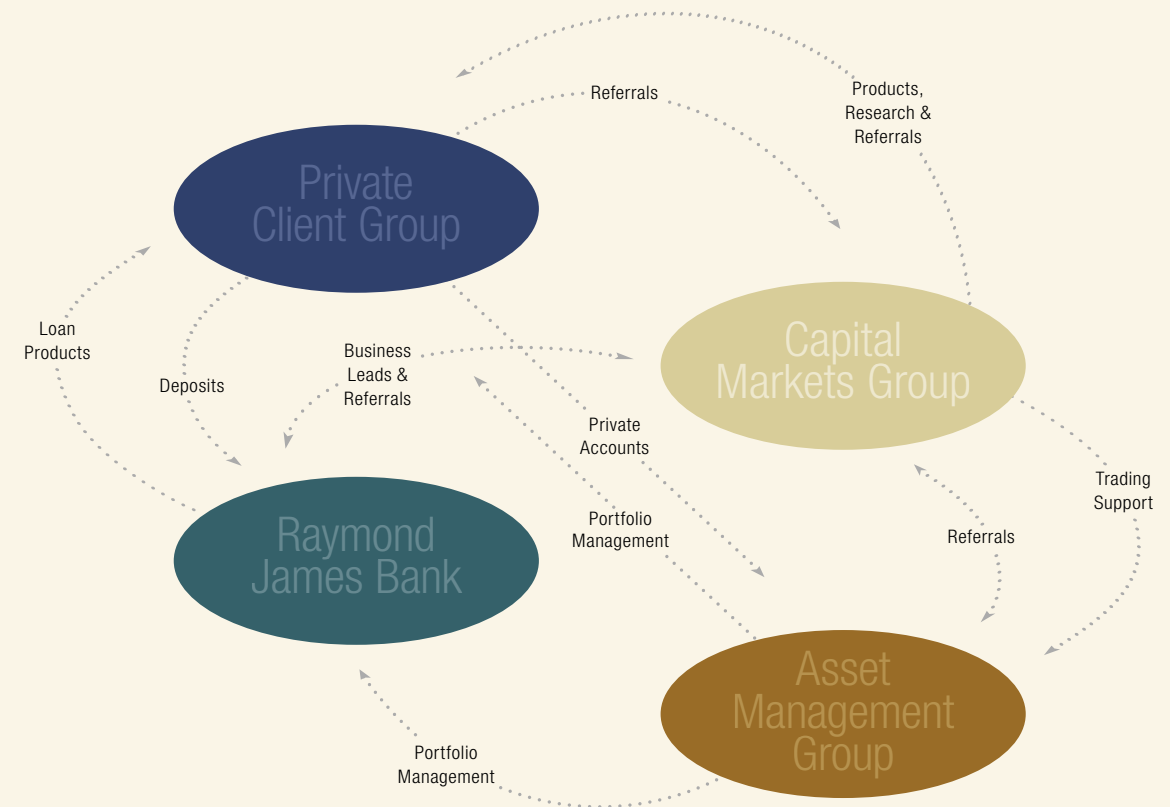 Products,
Research &
Referrals
Referrals
Private
Client Group
Loan
Products
Deposits
Business
Leads &
Referrals
Capital
Markets Group
Private
Accounts
Portfolio
Management
Trading
Support
Referrals
Raymond
James Bank
Asset
Management
Group
Portfolio
Management